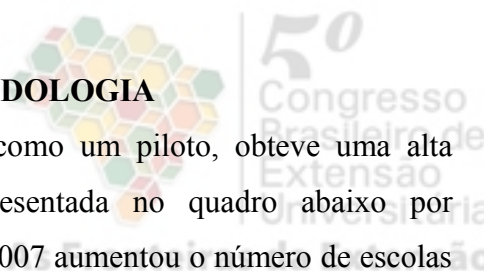 5º
DOLOGIA
Congresso
Brasileiro de
como um piloto, obteve uma alta
Extensão
esentada no quadro abaixo por
Universitária
007 aumentou o número de escolas